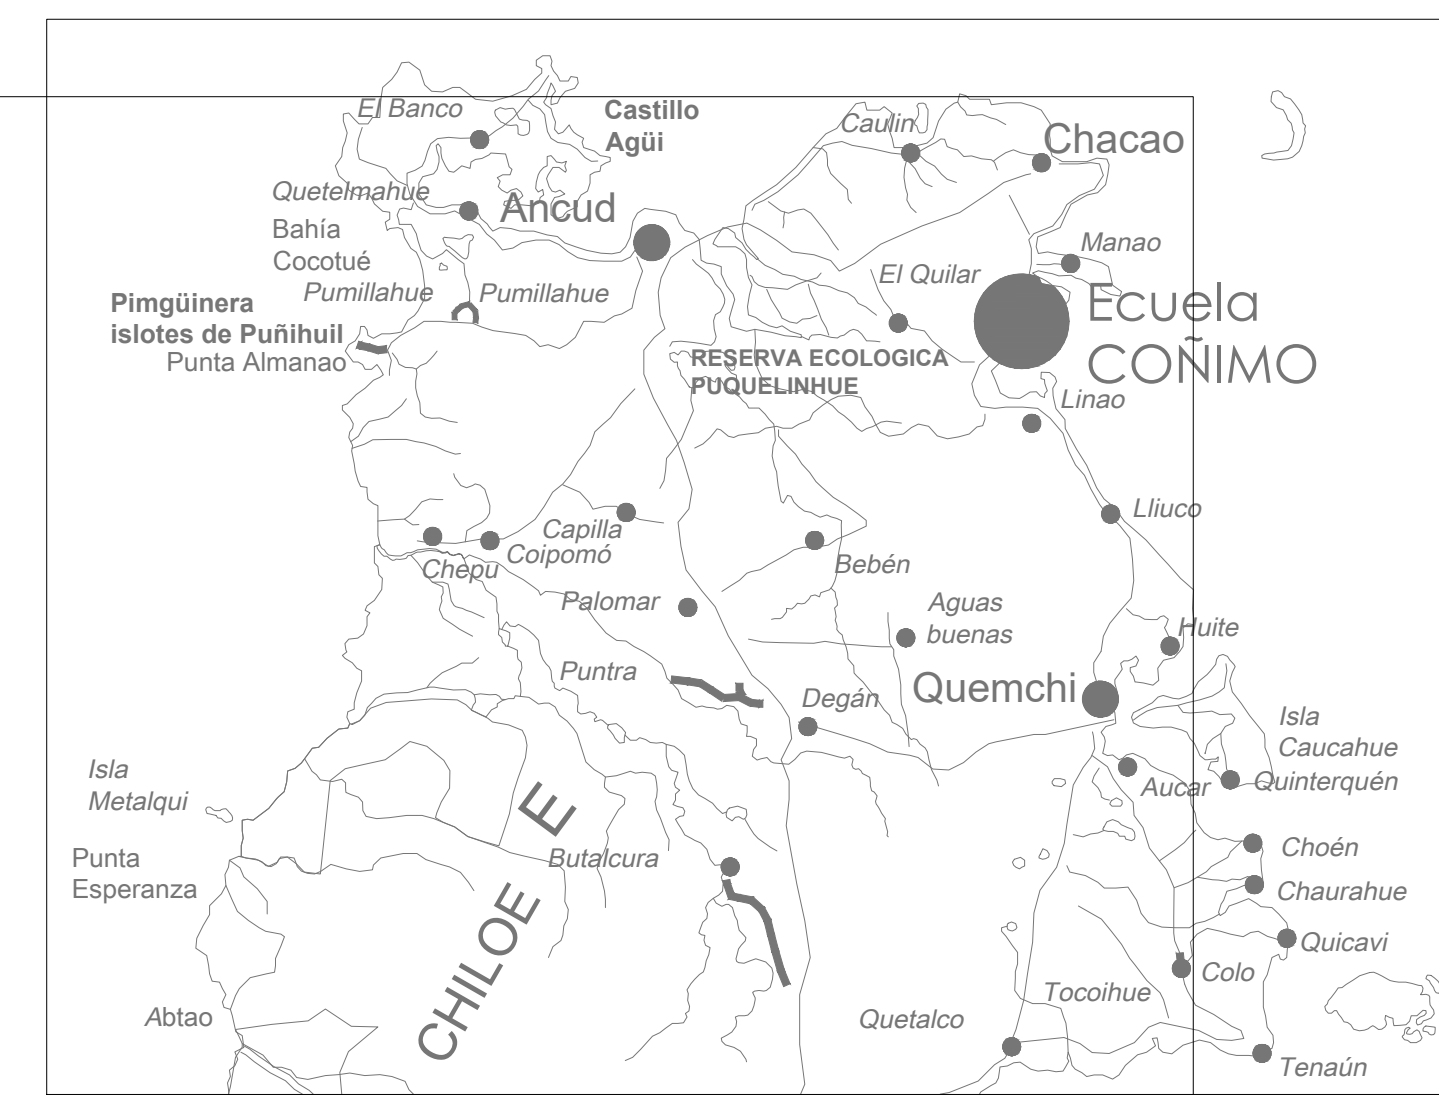 El Banco
Castillo
Agüi
Caulin
Chacao
Quetelmahue
Ancud
Bahía
Cocotué
Manao
El Quilar
Pumillahue
Pumillahue
Pimgüinera
islotes de Puñihuil
Punta Almanao
Ecuela
COÑIMO
RESERVA ECOLOGICA
PUQUELINHUE
Linao
Lliuco
Capilla
Coipomó
Chepu
Bebén
Palomar
Aguas
buenas
Huite
Puntra
Degán
Quemchi
Isla
Caucahue
Quinterquén
Aucar
Isla
Metalqui
Punta
Esperanza
Butalcura
CHILOE E
Choén
Chaurahue
Quicavi
Colo
Tocoihue
Abtao
Quetalco
Tenaún